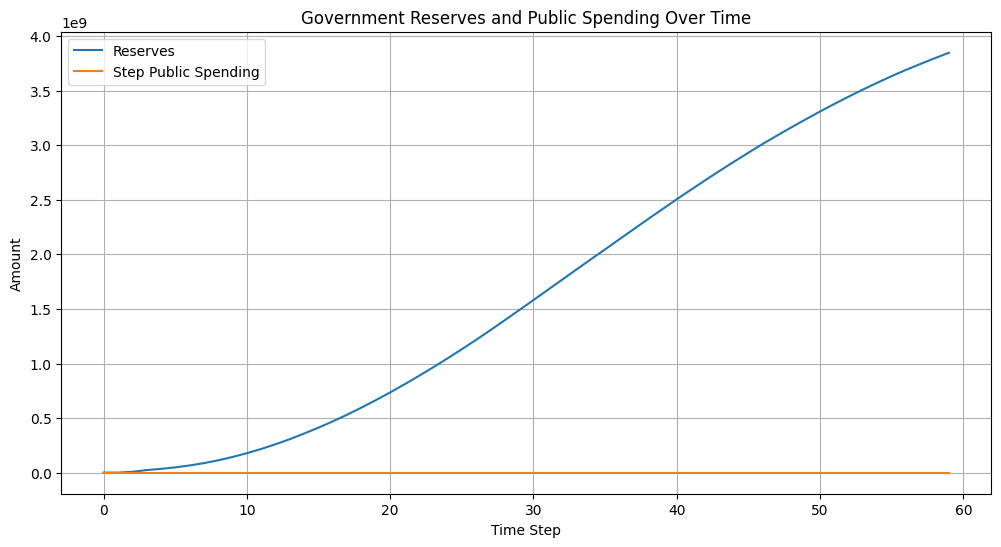 Government Reserves and Public Spending Over Time
1e9
Reserves
Step Public Spending
4.0
3.5
3.0
2.5
2.0
1.5
1.0
0.5
0.0
Amount
0 10 20 30 40 50 60
Time Step